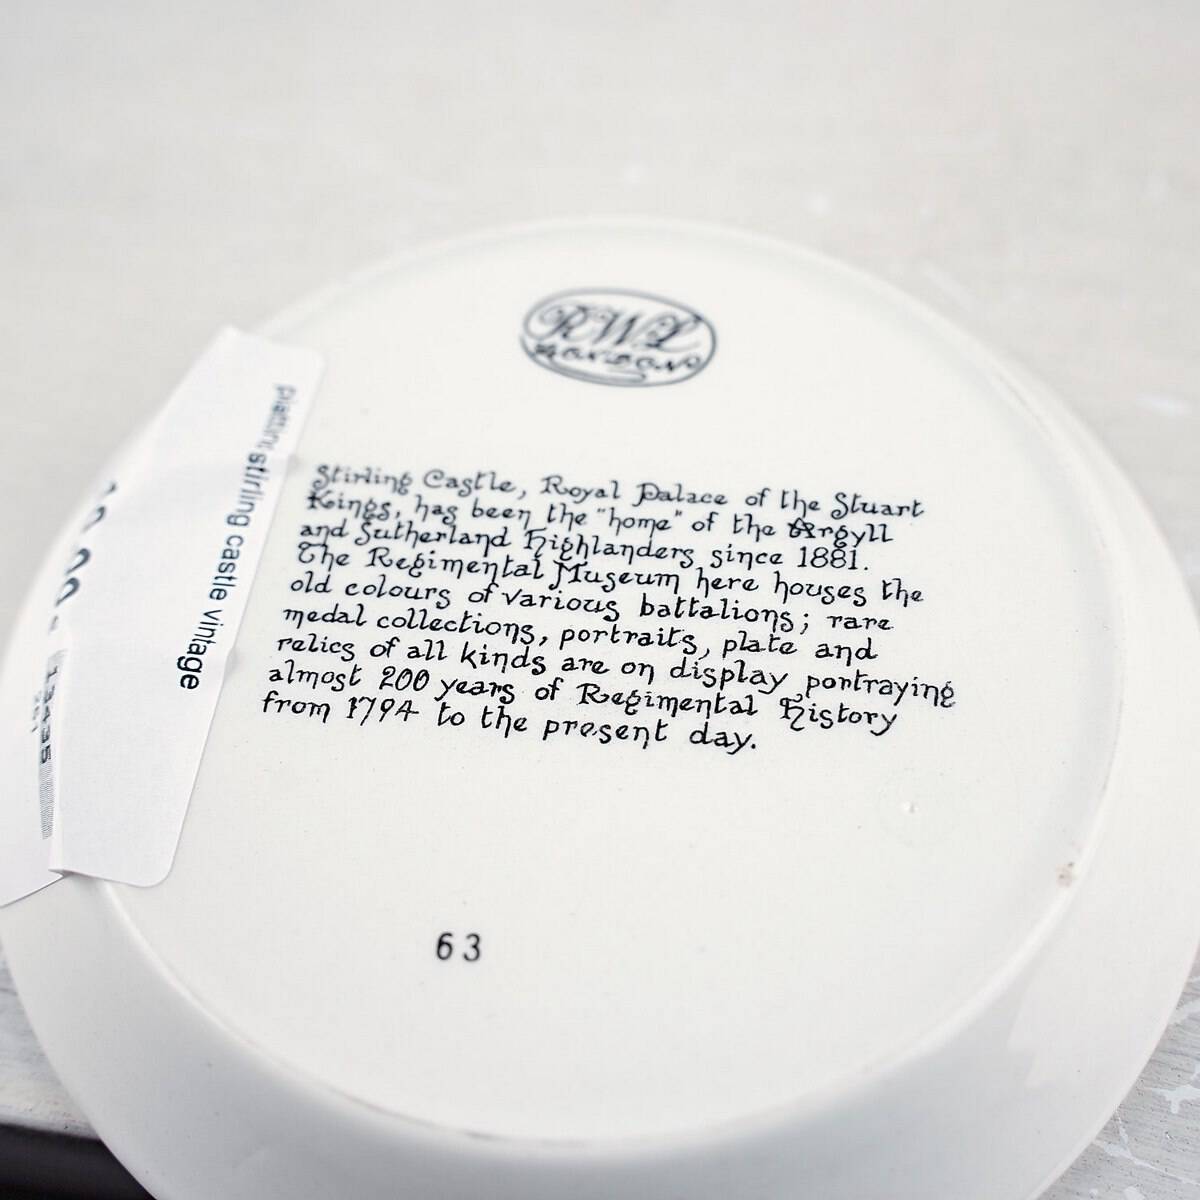 RWL
LONDON
Stirling Castle, Royal Palace of the Stuart
Kings, has been the "home" of the Argyll
and Sutherland Highlanders since 1881.
The Regimental Museum here houses the
old colours of various battalions; rare
medal collections, portraits, plate and
relics of all kinds are on display portraying
almost 200 years of Regimental History
from 1794 to the present day.
63
piattini stirling castle vintage
13435